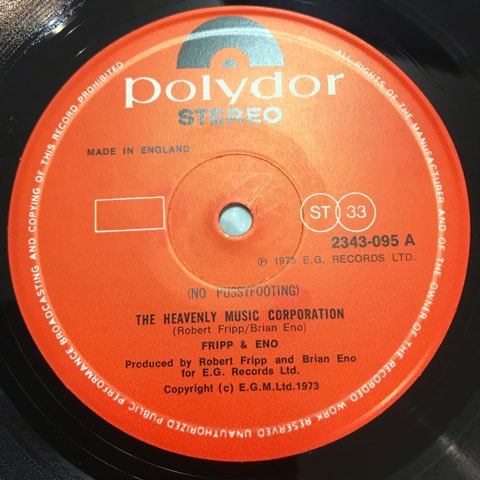 ALL RIGHTS OF THE MANUFACTURER AND OF THE OWNER OF THE RECORDED WORK RESERVED UNAUTHORIZED PUBLIC PERFORMANCE BROADCASTING AND COPYING OF THIS RECORD PROHIBITED
polydor
STEREO
MADE IN ENGLAND
ST 33
2343-095 A
℗ 1973 E.G. RECORDS LTD.
(NO PUSSYFOOTING)
THE HEAVENLY MUSIC CORPORATION
(Robert Fripp/Brian Eno)
FRIPP & ENO
Produced by Robert Fripp and Brian Eno
for E.G. Records Ltd.
Copyright (c) E.G.M.Ltd.1973